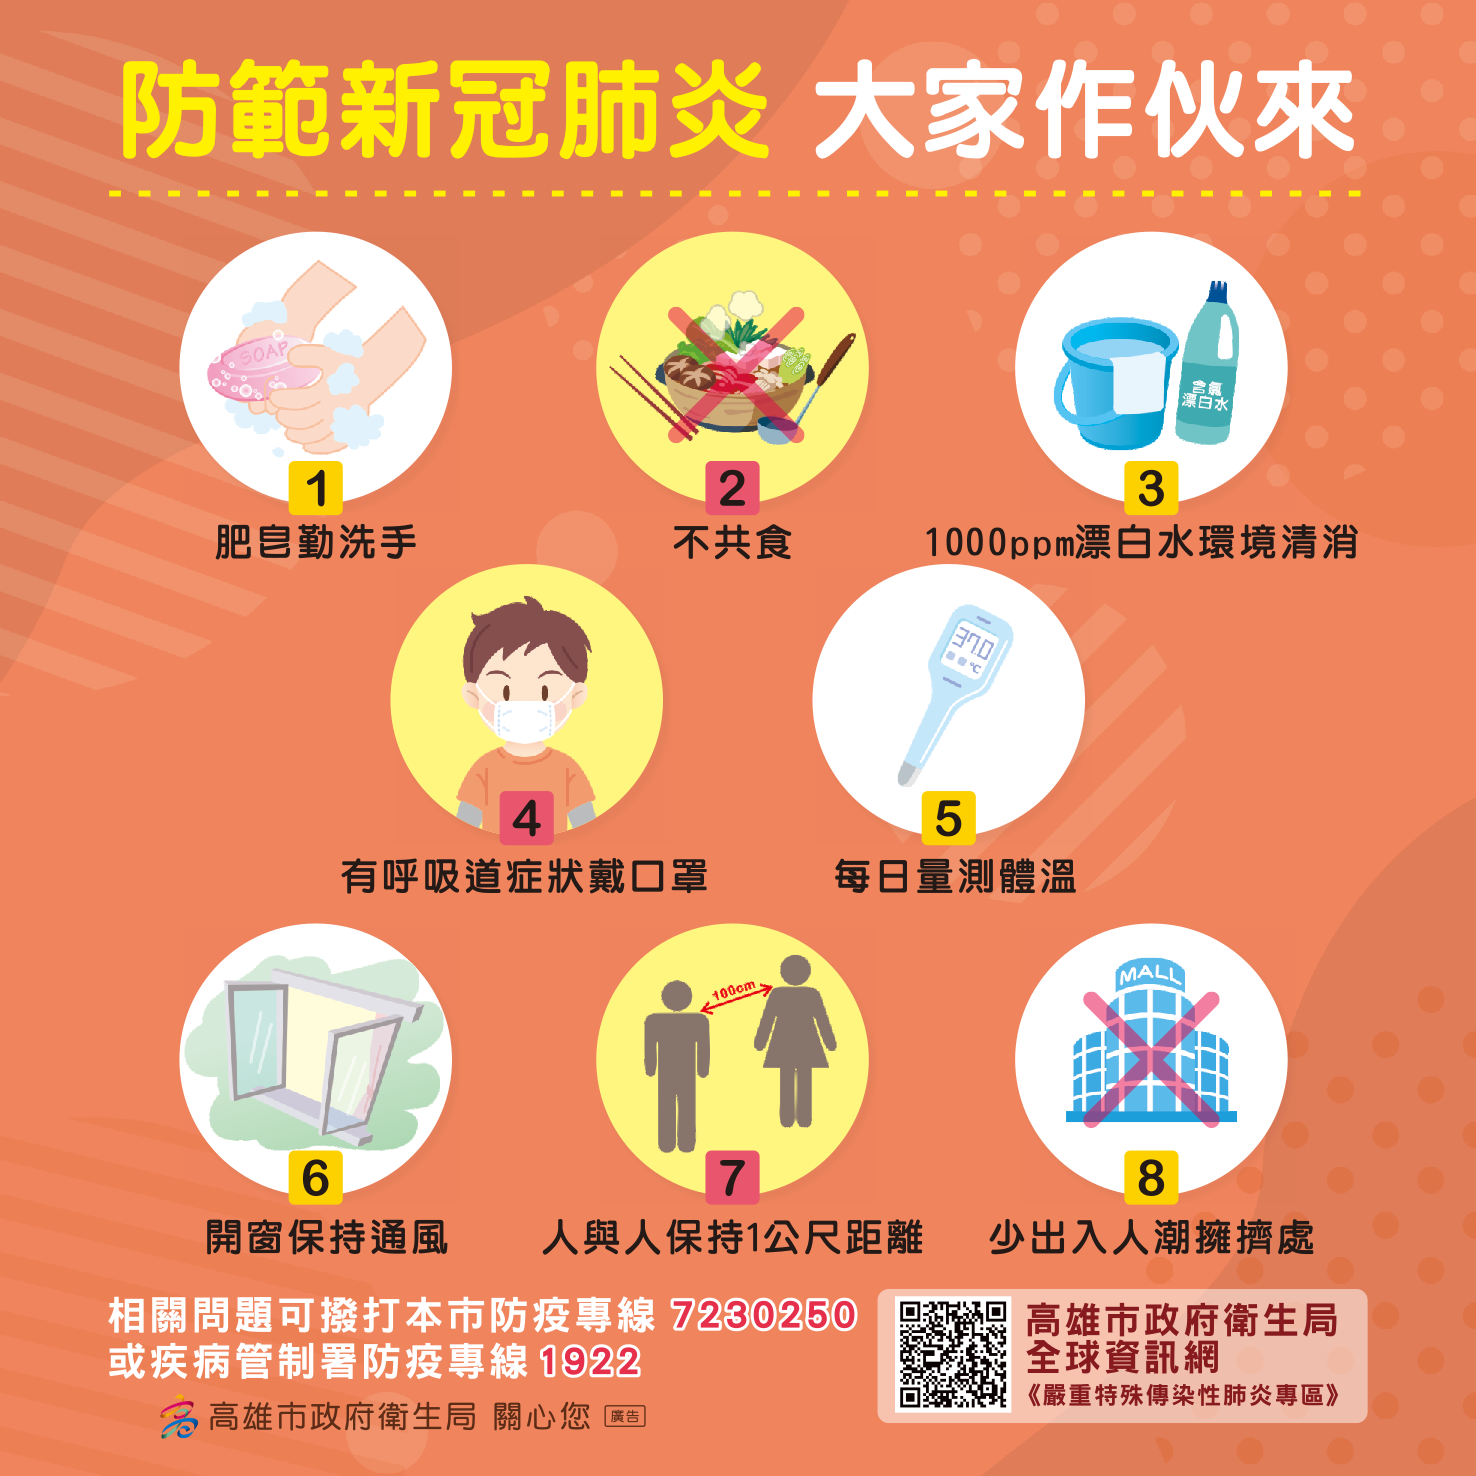 防範新冠肺炎 大家作伙來
SOAP
含氯
漂白水
1
2
3
肥皂勤洗手
不共食
1000ppm漂白水環境清消
37.0
℃
4
5
有呼吸道症狀戴口罩
每日量測體溫
100cm
MALL
6
7
8
開窗保持通風
人與人保持1公尺距離
少出入人潮擁擠處
相關問題可撥打本市防疫專線 7230250
或疾病管制署防疫專線 1922
高雄市政府衛生局 關心您 廣告
高雄市政府衛生局
全球資訊網
《嚴重特殊傳染性肺炎專區》